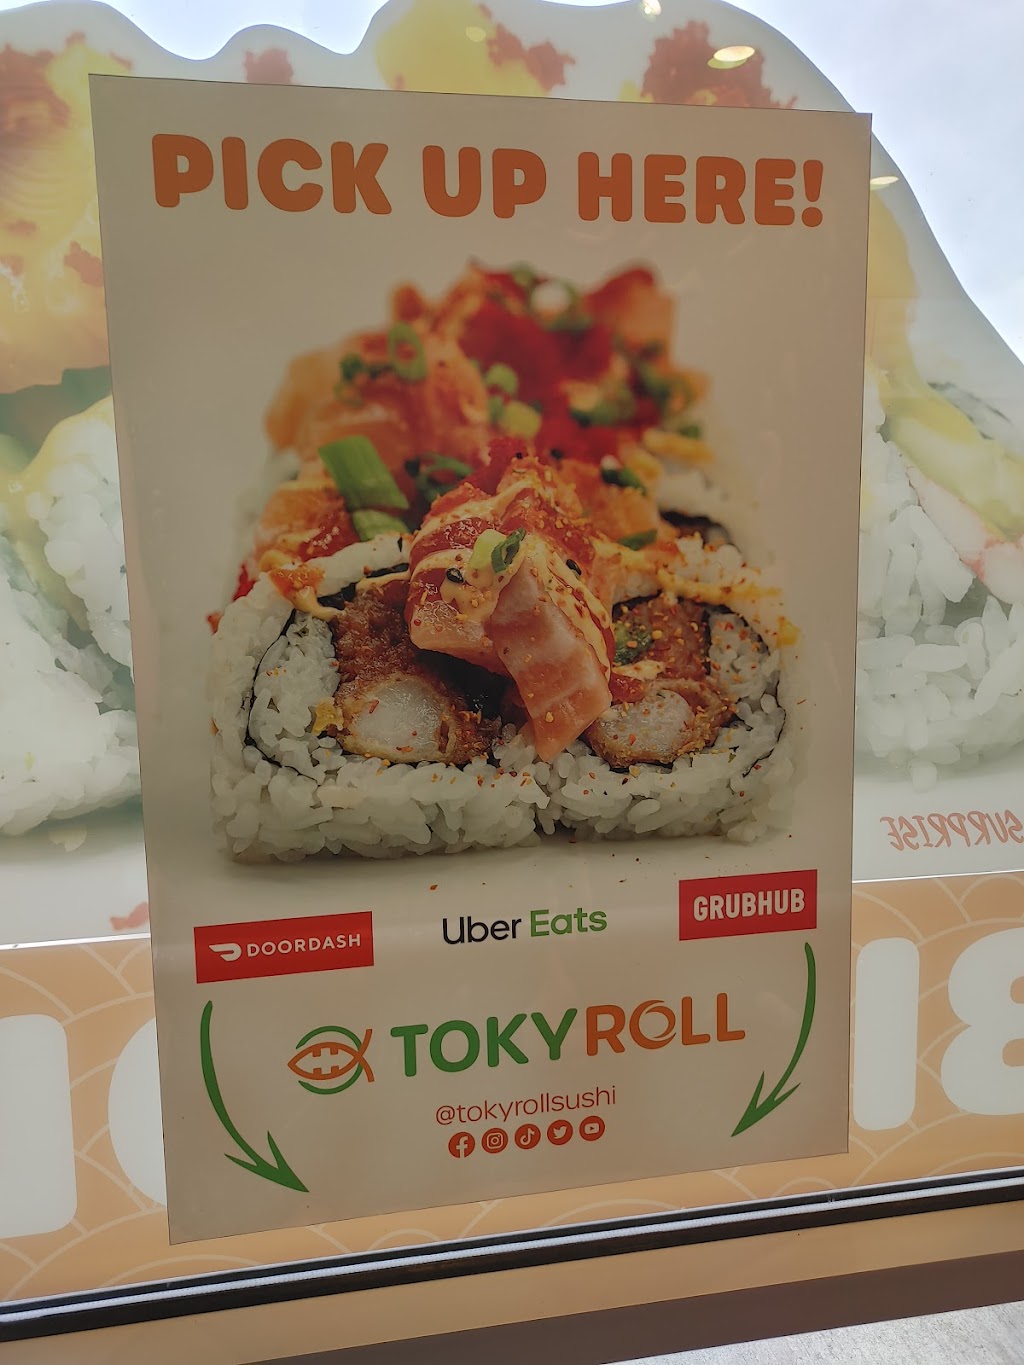 PICK UP HERE!
DOORDASH
Uber Eats
GRUBHUB
TOKYROLL
@tokyrollsushi
SURPRISE